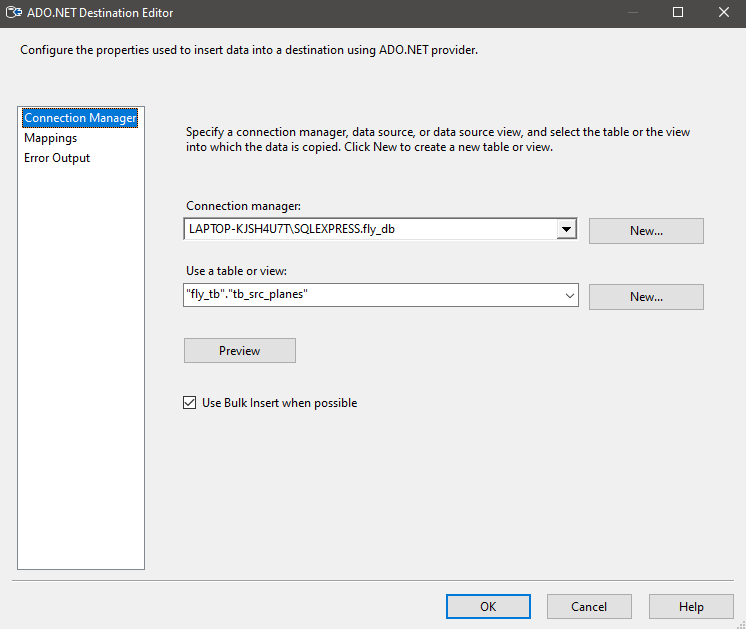 ADO.NET Destination Editor
Configure the properties used to insert data into a destination using ADO.NET provider.
Connection Manager
Mappings
Error Output
Specify a connection manager, data source, or data source view, and select the table or the view
into which the data is copied. Click New to create a new table or view.
Connection manager:
LAPTOP-KJSH4U7T\SQLEXPRESS.fly_db
New...
Use a table or view:
"fly_tb"."tb_src_planes"
New...
Preview
Use Bulk Insert when possible
OK
Cancel
Help